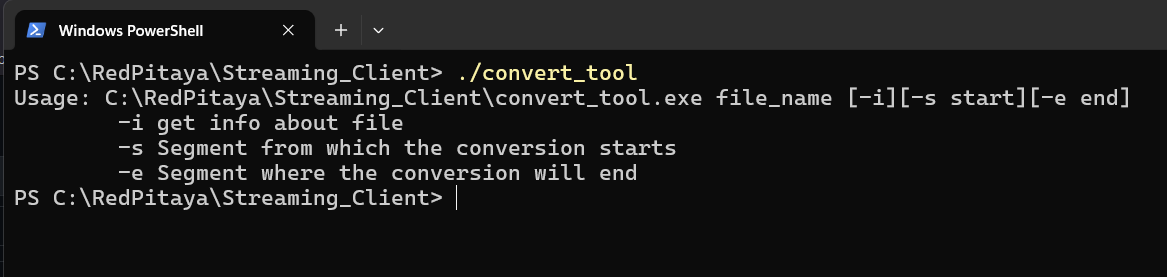 Windows PowerShell
PS C:\RedPitaya\Streaming_Client> ./convert_tool
Usage: C:\RedPitaya\Streaming_Client\convert_tool.exe file_name [-i][-s start][-e end]
        -i get info about file
        -s Segment from which the conversion starts
        -e Segment where the conversion will end
PS C:\RedPitaya\Streaming_Client>